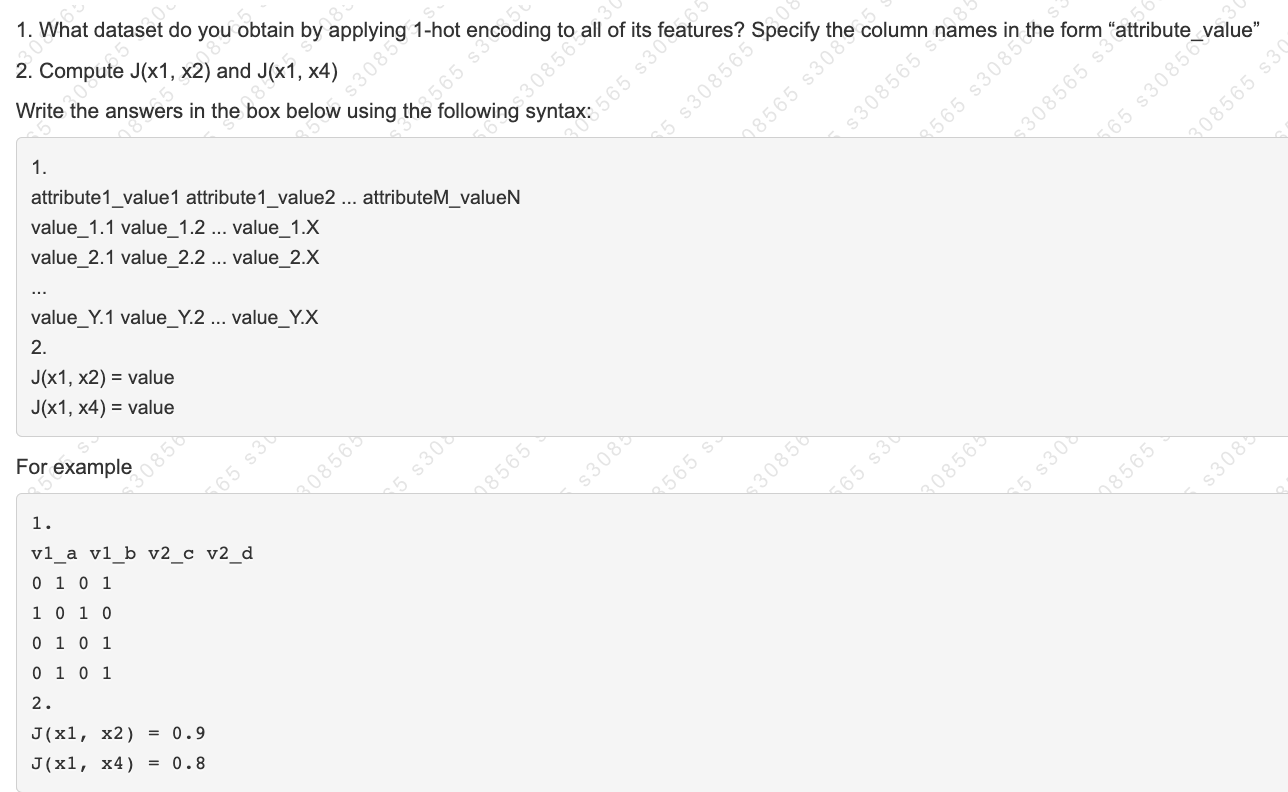 1. What dataset do you obtain by applying 1-hot encoding to all of its features? Specify the column names in the form “attribute_value”
2. Compute J(x1, x2) and J(x1, x4)
Write the answers in the box below using the following syntax:
1.
attribute1_value1 attribute1_value2 ... attributeM_valueN
value_1.1 value_1.2 ... value_1.X
value_2.1 value_2.2 ... value_2.X
...
value_Y.1 value_Y.2 ... value_Y.X
2.
J(x1, x2) = value
J(x1, x4) = value
For example
1.
v1_a v1_b v2_c v2_d
0 1 0 1
1 0 1 0
0 1 0 1
0 1 0 1
2.
J(x1, x2) = 0.9
J(x1, x4) = 0.8